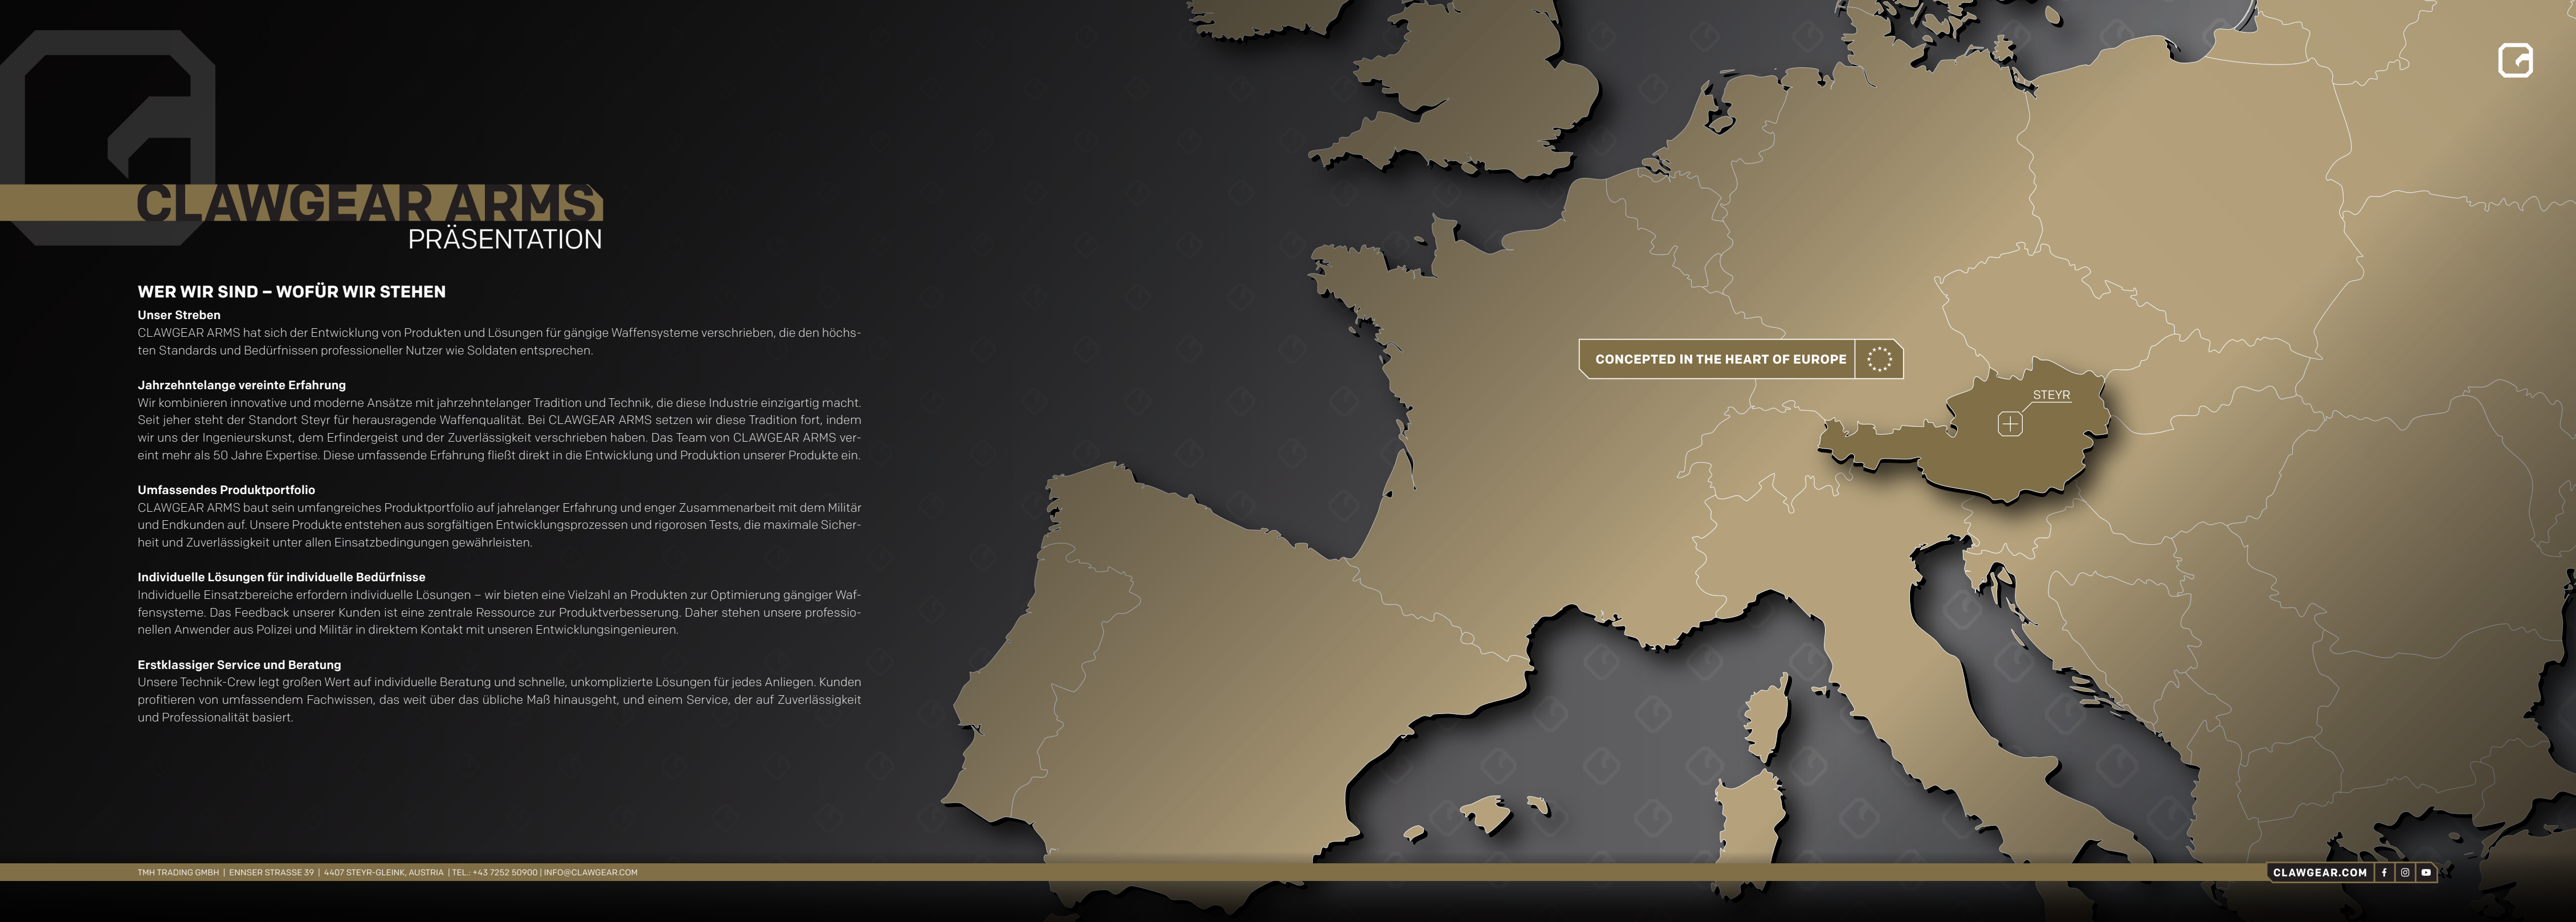 CLAWGEAR ARMS
PRÄSENTATION
WER WIR SIND – WOFÜR WIR STEHEN
Unser Streben
CLAWGEAR ARMS hat sich der Entwicklung von Produkten und Lösungen für gängige Waffensysteme verschrieben, die den höchs-
ten Standards und Bedürfnissen professioneller Nutzer wie Soldaten entsprechen.
Jahrzehntelange vereinte Erfahrung
Wir kombinieren innovative und moderne Ansätze mit jahrzehntelanger Tradition und Technik, die diese Industrie einzigartig macht.
Seit jeher steht der Standort Steyr für herausragende Waffenqualität. Bei CLAWGEAR ARMS setzen wir diese Tradition fort, indem
wir uns der Ingenieurskunst, dem Erfindergeist und der Zuverlässigkeit verschrieben haben. Das Team von CLAWGEAR ARMS ver-
eint mehr als 50 Jahre Expertise. Diese umfassende Erfahrung fließt direkt in die Entwicklung und Produktion unserer Produkte ein.
Umfassendes Produktportfolio
CLAWGEAR ARMS baut sein umfangreiches Produktportfolio auf jahrelanger Erfahrung und enger Zusammenarbeit mit dem Militär
und Endkunden auf. Unsere Produkte entstehen aus sorgfältigen Entwicklungsprozessen und rigorosen Tests, die maximale Sicher-
heit und Zuverlässigkeit unter allen Einsatzbedingungen gewährleisten.
Individuelle Lösungen für individuelle Bedürfnisse
Individuelle Einsatzbereiche erfordern individuelle Lösungen – wir bieten eine Vielzahl an Produkten zur Optimierung gängiger Waf-
fensysteme. Das Feedback unserer Kunden ist eine zentrale Ressource zur Produktverbesserung. Daher stehen unsere professio-
nellen Anwender aus Polizei und Militär in direktem Kontakt mit unseren Entwicklungsingenieuren.
Erstklassiger Service und Beratung
Unsere Technik-Crew legt großen Wert auf individuelle Beratung und schnelle, unkomplizierte Lösungen für jedes Anliegen. Kunden
profitieren von umfassendem Fachwissen, das weit über das übliche Maß hinausgeht, und einem Service, der auf Zuverlässigkeit
und Professionalität basiert.
CONCEPTED IN THE HEART OF EUROPE
STEYR
TMH TRADING GMBH | ENNSER STRASSE 39 | 4407 STEYR-GLEINK, AUSTRIA | TEL.: +43 7252 50900 | INFO@CLAWGEAR.COM
CLAWGEAR.COM